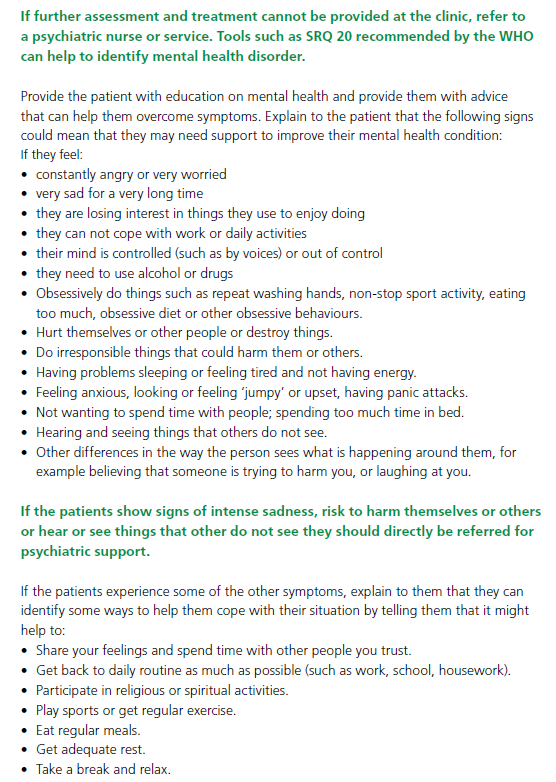 If further assessment and treatment cannot be provided at the clinic, refer to
a psychiatric nurse or service. Tools such as SRQ 20 recommended by the WHO
can help to identify mental health disorder.
Provide the patient with education on mental health and provide them with advice
that can help them overcome symptoms. Explain to the patient that the following signs
could mean that they may need support to improve their mental health condition:
If they feel:
• constantly angry or very worried
• very sad for a very long time
• they are losing interest in things they use to enjoy doing
• they can not cope with work or daily activities
• their mind is controlled (such as by voices) or out of control
• they need to use alcohol or drugs
• Obsessively do things such as repeat washing hands, non-stop sport activity, eating
too much, obsessive diet or other obsessive behaviours.
• Hurt themselves or other people or destroy things.
• Do irresponsible things that could harm them or others.
• Having problems sleeping or feeling tired and not having energy.
• Feeling anxious, looking or feeling ‘jumpy’ or upset, having panic attacks.
• Not wanting to spend time with people; spending too much time in bed.
• Hearing and seeing things that others do not see.
• Other differences in the way the person sees what is happening around them, for
example believing that someone is trying to harm you, or laughing at you.
If the patients show signs of intense sadness, risk to harm themselves or others
or hear or see things that other do not see they should directly be referred for
psychiatric support.
If the patients experience some of the other symptoms, explain to them that they can
identify some ways to help them cope with their situation by telling them that it might
help to:
• Share your feelings and spend time with other people you trust.
• Get back to daily routine as much as possible (such as work, school, housework).
• Participate in religious or spiritual activities.
• Play sports or get regular exercise.
• Eat regular meals.
• Get adequate rest.
• Take a break and relax.